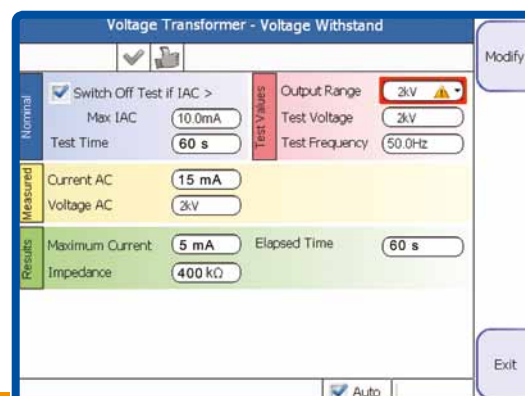 Voltage Transformer - Voltage Withstand
Modify
Nominal
Switch Off Test if IAC >
Max IAC 10.0mA
Test Time 60 s
Test Values
Output Range 2kV
Test Voltage 2kV
Test Frequency 50.0Hz
Measured
Current AC 15 mA
Voltage AC 2kV
Results
Maximum Current 5 mA Elapsed Time 60 s
Impedance 400 kΩ
Exit
Auto